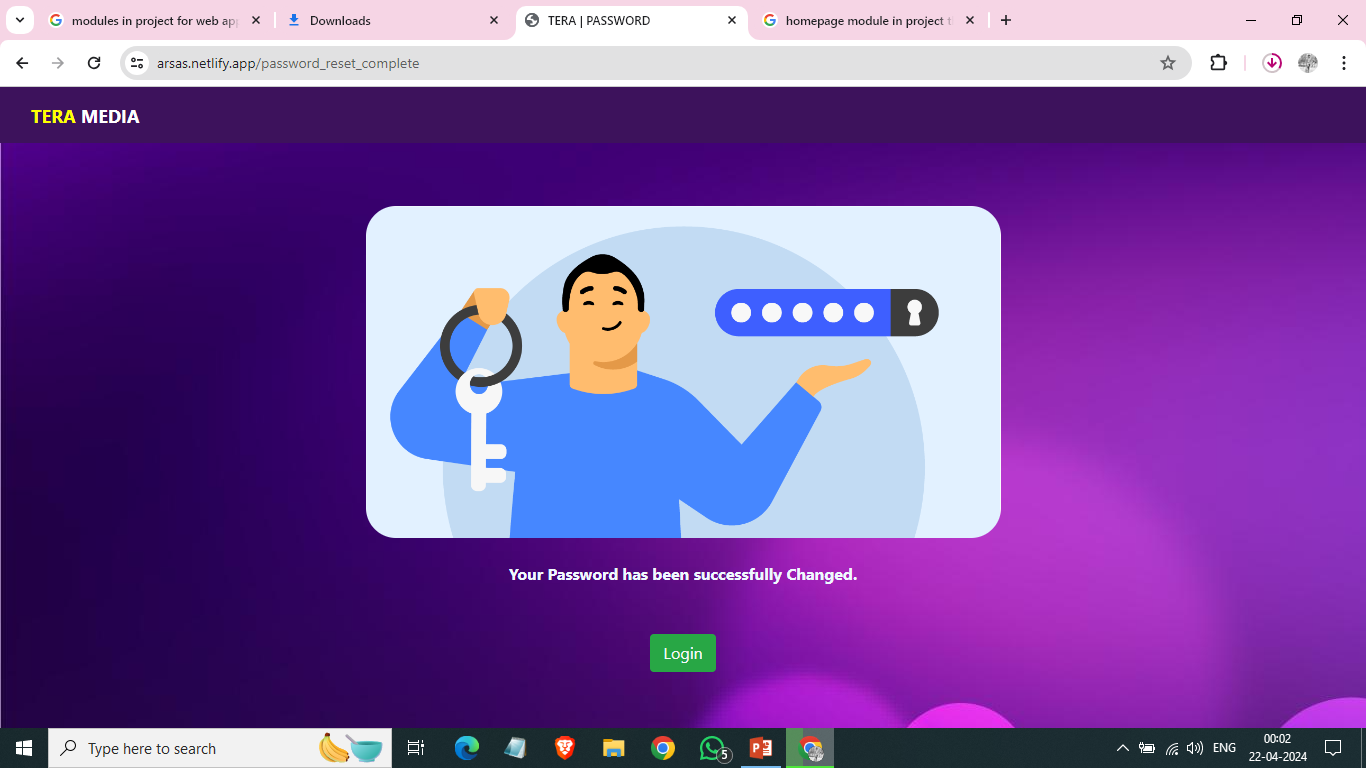 modules in project for web app
Downloads
TERA | PASSWORD
homepage module in project t
arsas.netlify.app/password_reset_complete
TERA MEDIA
Your Password has been successfully Changed.
Login
Type here to search
5
ENG
00:02
22-04-2024